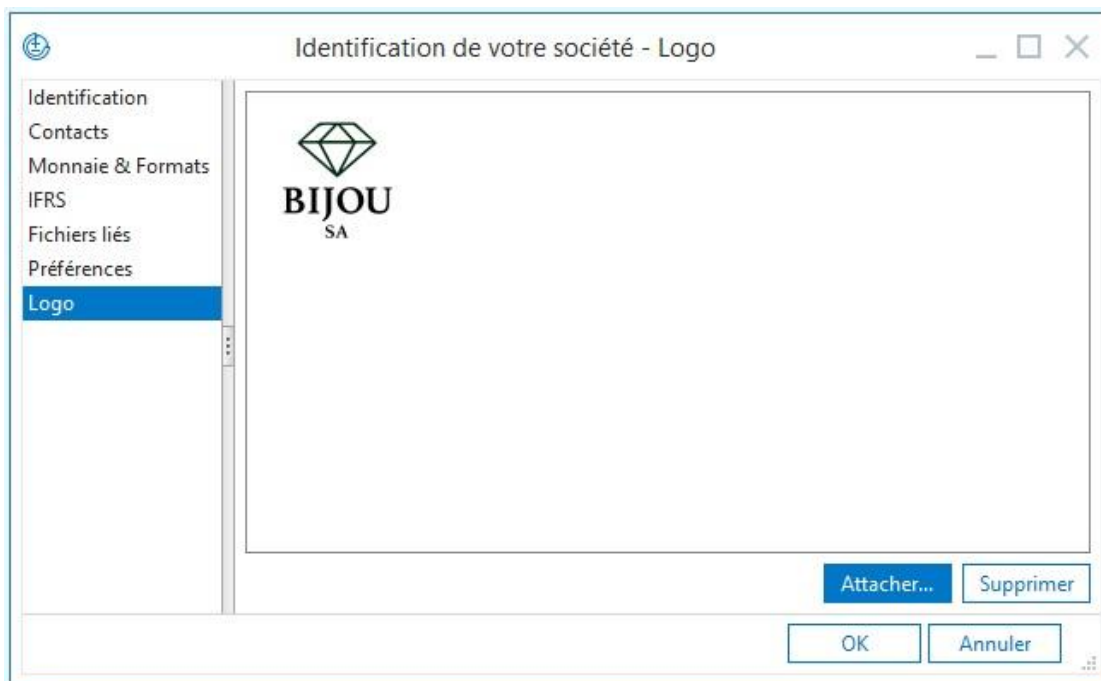 Identification de votre société - Logo
Identification
Contacts
Monnaie & Formats
IFRS
Fichiers liés
Préférences
Logo
BIJOU
SA
Attacher...
Supprimer
OK
Annuler